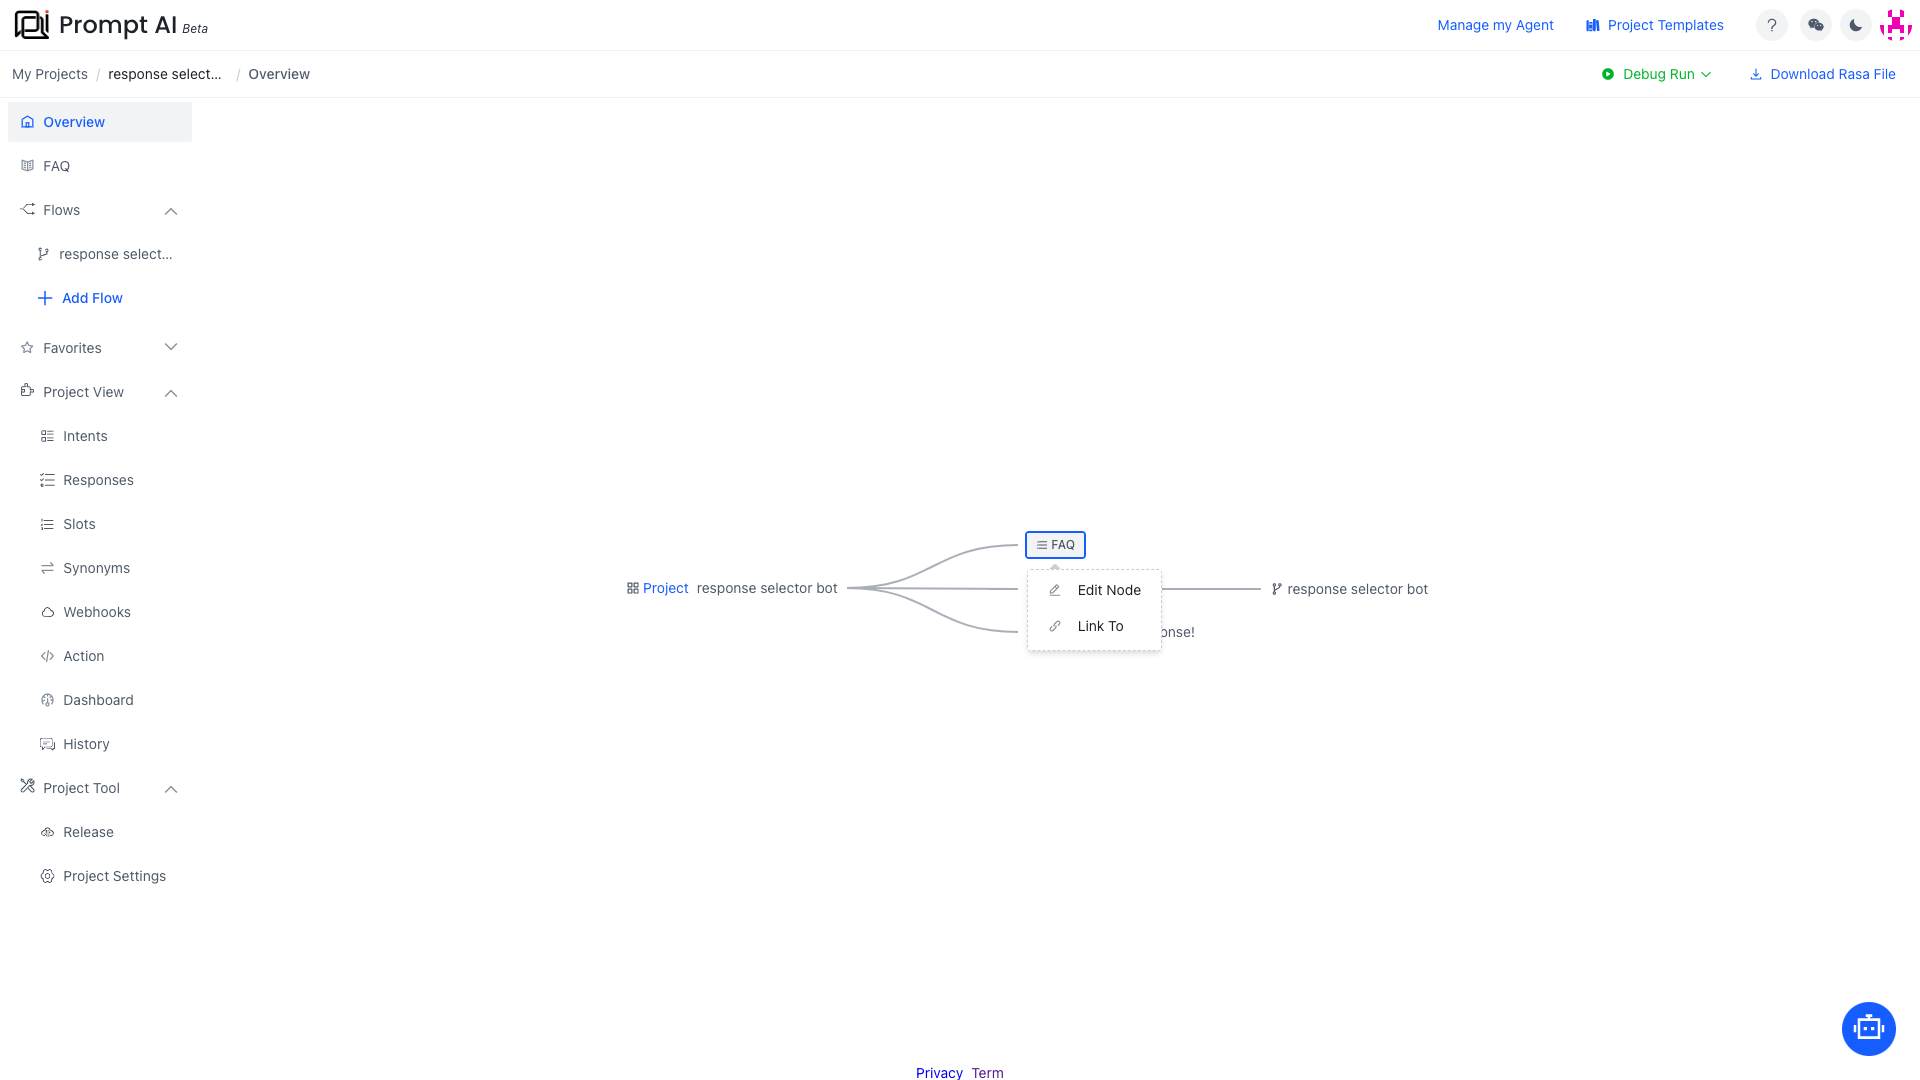 Prompt AI Beta
Manage my Agent
Project Templates
My Projects / response select... / Overview
Debug Run
Download Rasa File
Overview
FAQ
Flows
response select...
Add Flow
Favorites
Project View
Intents
Responses
Slots
Synonyms
Webhooks
Action
Dashboard
History
Project Tool
Release
Project Settings
FAQ
Project response selector bot
Edit Node
response selector bot
Link To
onse!
Privacy Term